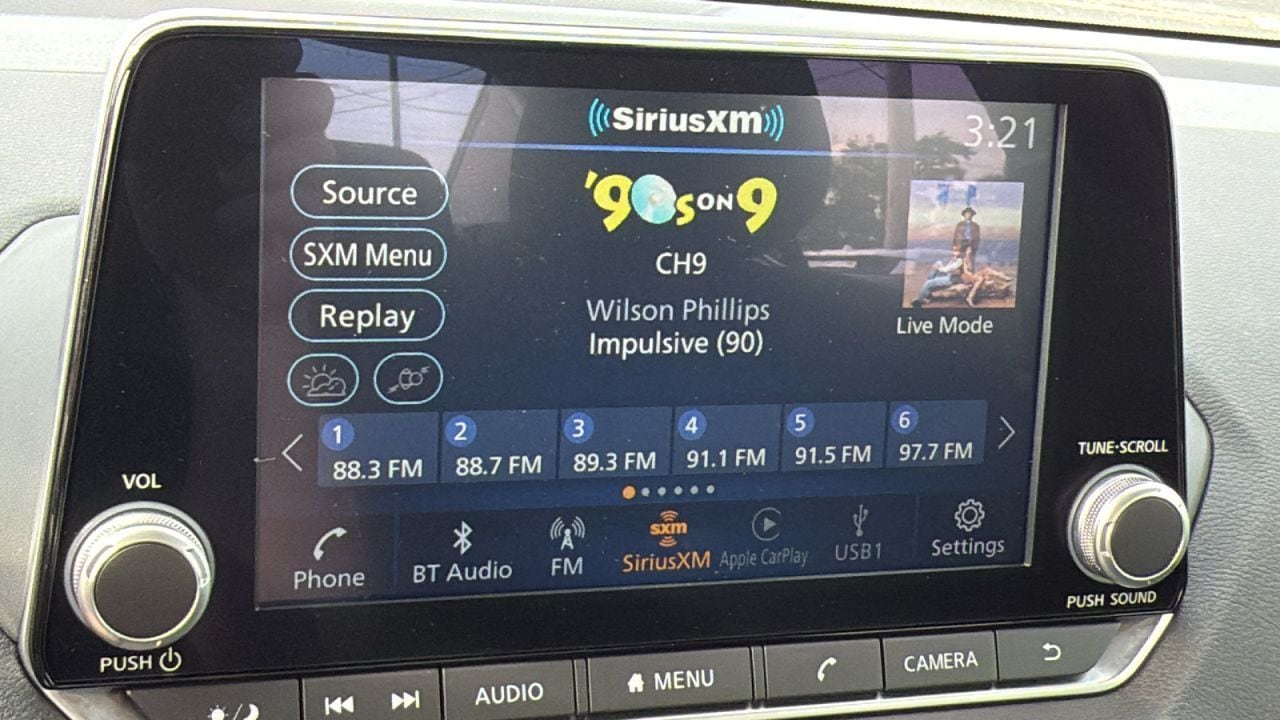 SiriusXM
3:21
Source
'90s ON 9
SXM Menu
CH9
Replay
Wilson Phillips
Impulsive (90)
Live Mode
1 88.3 FM
2 88.7 FM
3 89.3 FM
4 91.1 FM
5 91.5 FM
6 97.7 FM
VOL
TUNE·SCROLL
Phone
BT Audio
FM
sxm
SiriusXM
Apple CarPlay
USB1
Settings
PUSH
PUSH SOUND
AUDIO
MENU
CAMERA